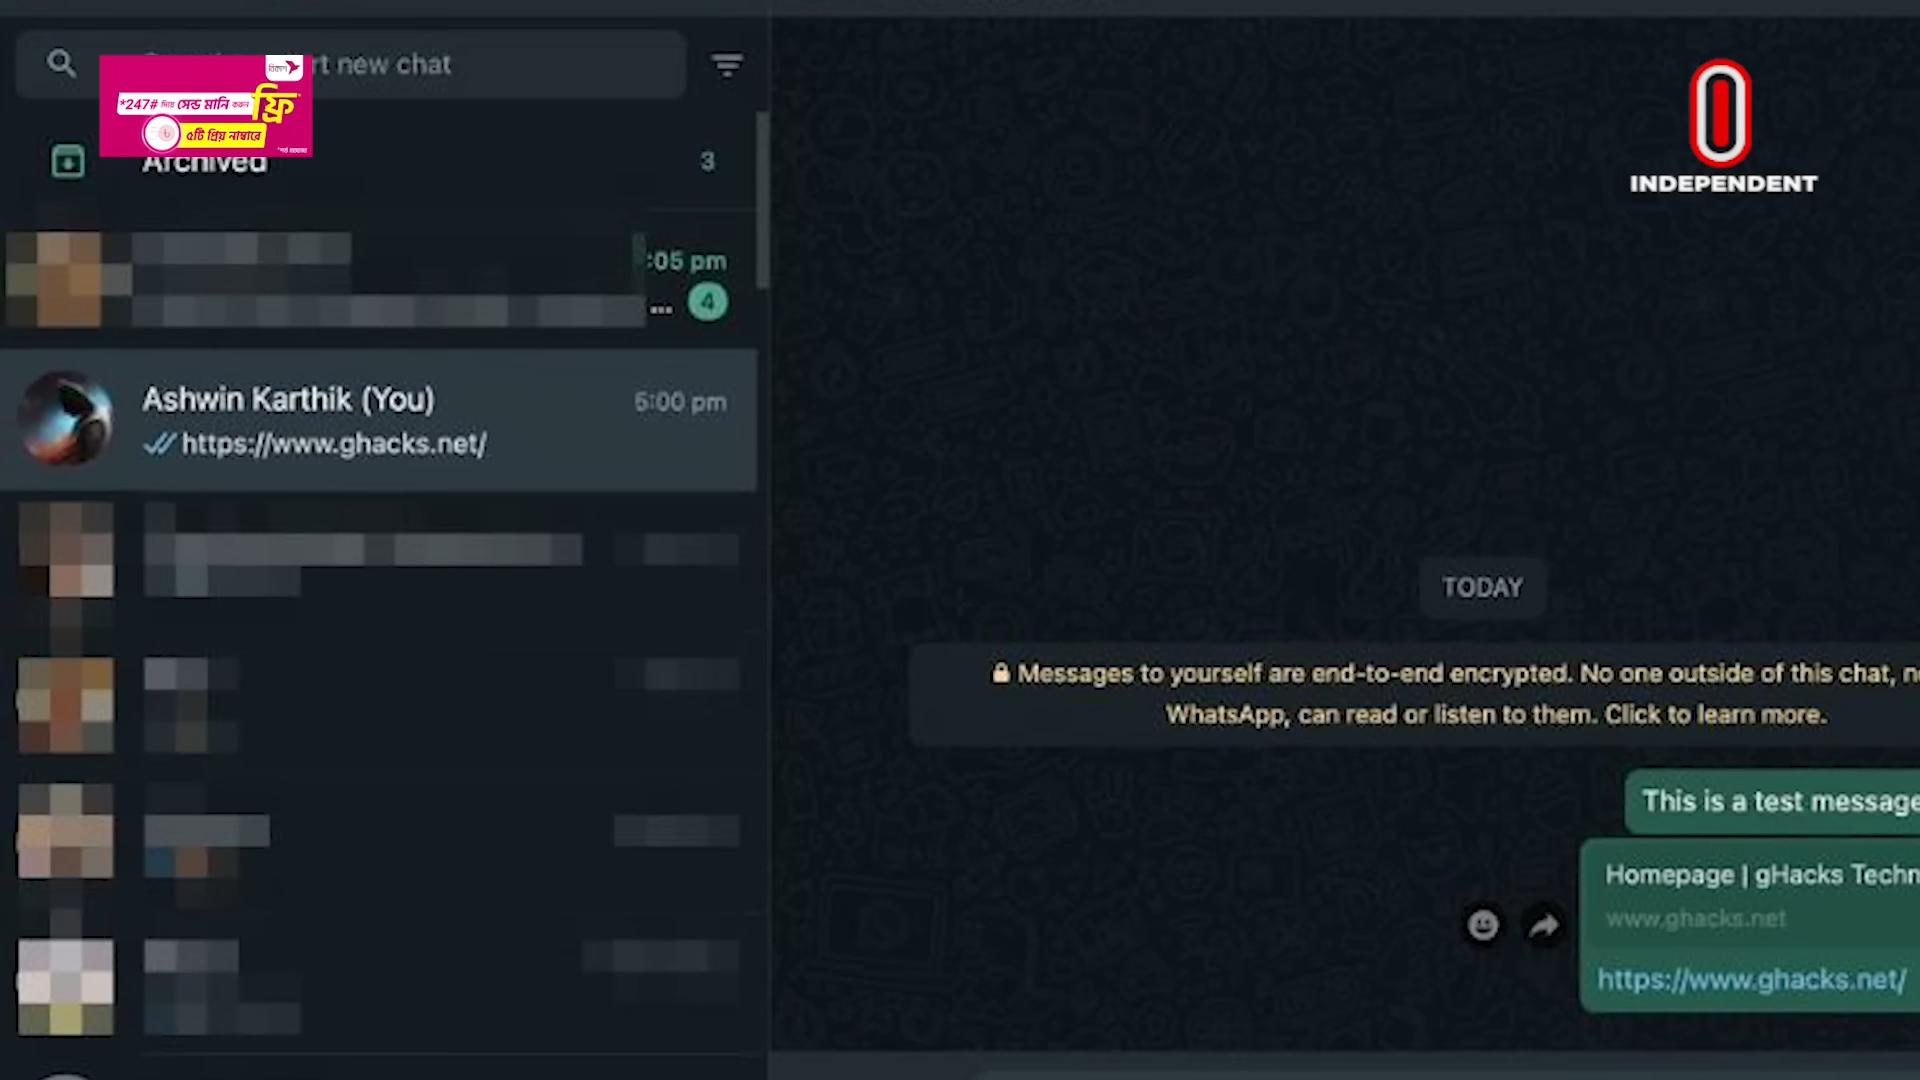 rt new chat
বিকাশ
*247# দিয়ে সেন্ড মানি করুন ফ্রি*
৫টি প্রিয় নাম্বারে
Archived
3
INDEPENDENT
:05 pm
... 4
Ashwin Karthik (You)
5:00 pm
https://www.ghacks.net/
TODAY
Messages to yourself are end-to-end encrypted. No one outside of this chat,
WhatsApp, can read or listen to them. Click to learn more.
This is a test message
Homepage | gHacks Techn
www.ghacks.net
https://www.ghacks.net/